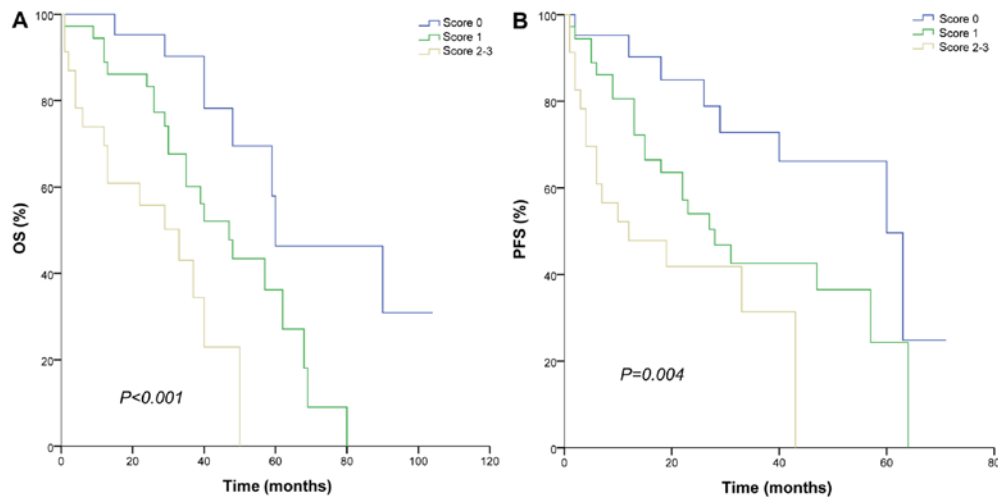 A
Score 0
Score 1
Score 2-3
100
80
60
40
20
0
OS (%)
P<0.001
0 20 40 60 80 100 120
Time (months)
B
Score 0
Score 1
Score 2-3
100
80
60
40
20
0
PFS (%)
P=0.004
0 20 40 60 80
Time (months)